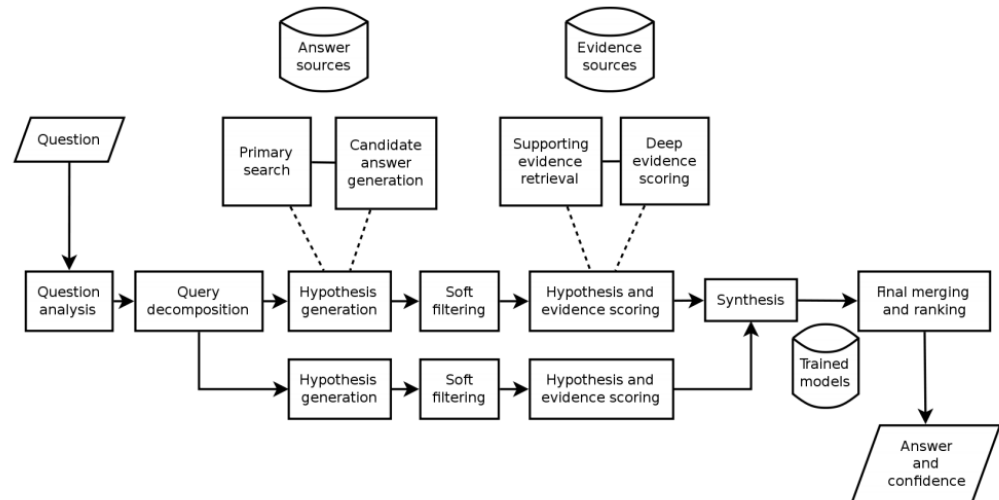 Answer
sources
Evidence
sources
Question
Primary
search
Candidate
answer
generation
Supporting
evidence
retrieval
Deep
evidence
scoring
Question
analysis
Query
decomposition
Hypothesis
generation
Soft
filtering
Hypothesis and
evidence scoring
Synthesis
Final merging
and ranking
Trained
models
Hypothesis
generation
Soft
filtering
Hypothesis and
evidence scoring
Answer
and
confidence